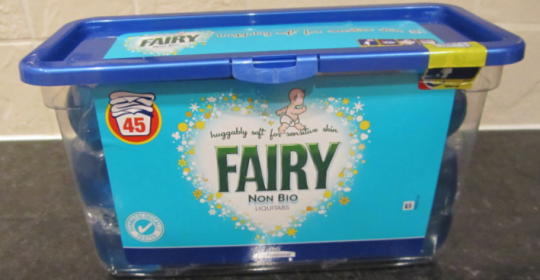 FAIRY
45
huggably soft for sensitive skin
FAIRY
NON BIO
LIQUITABS